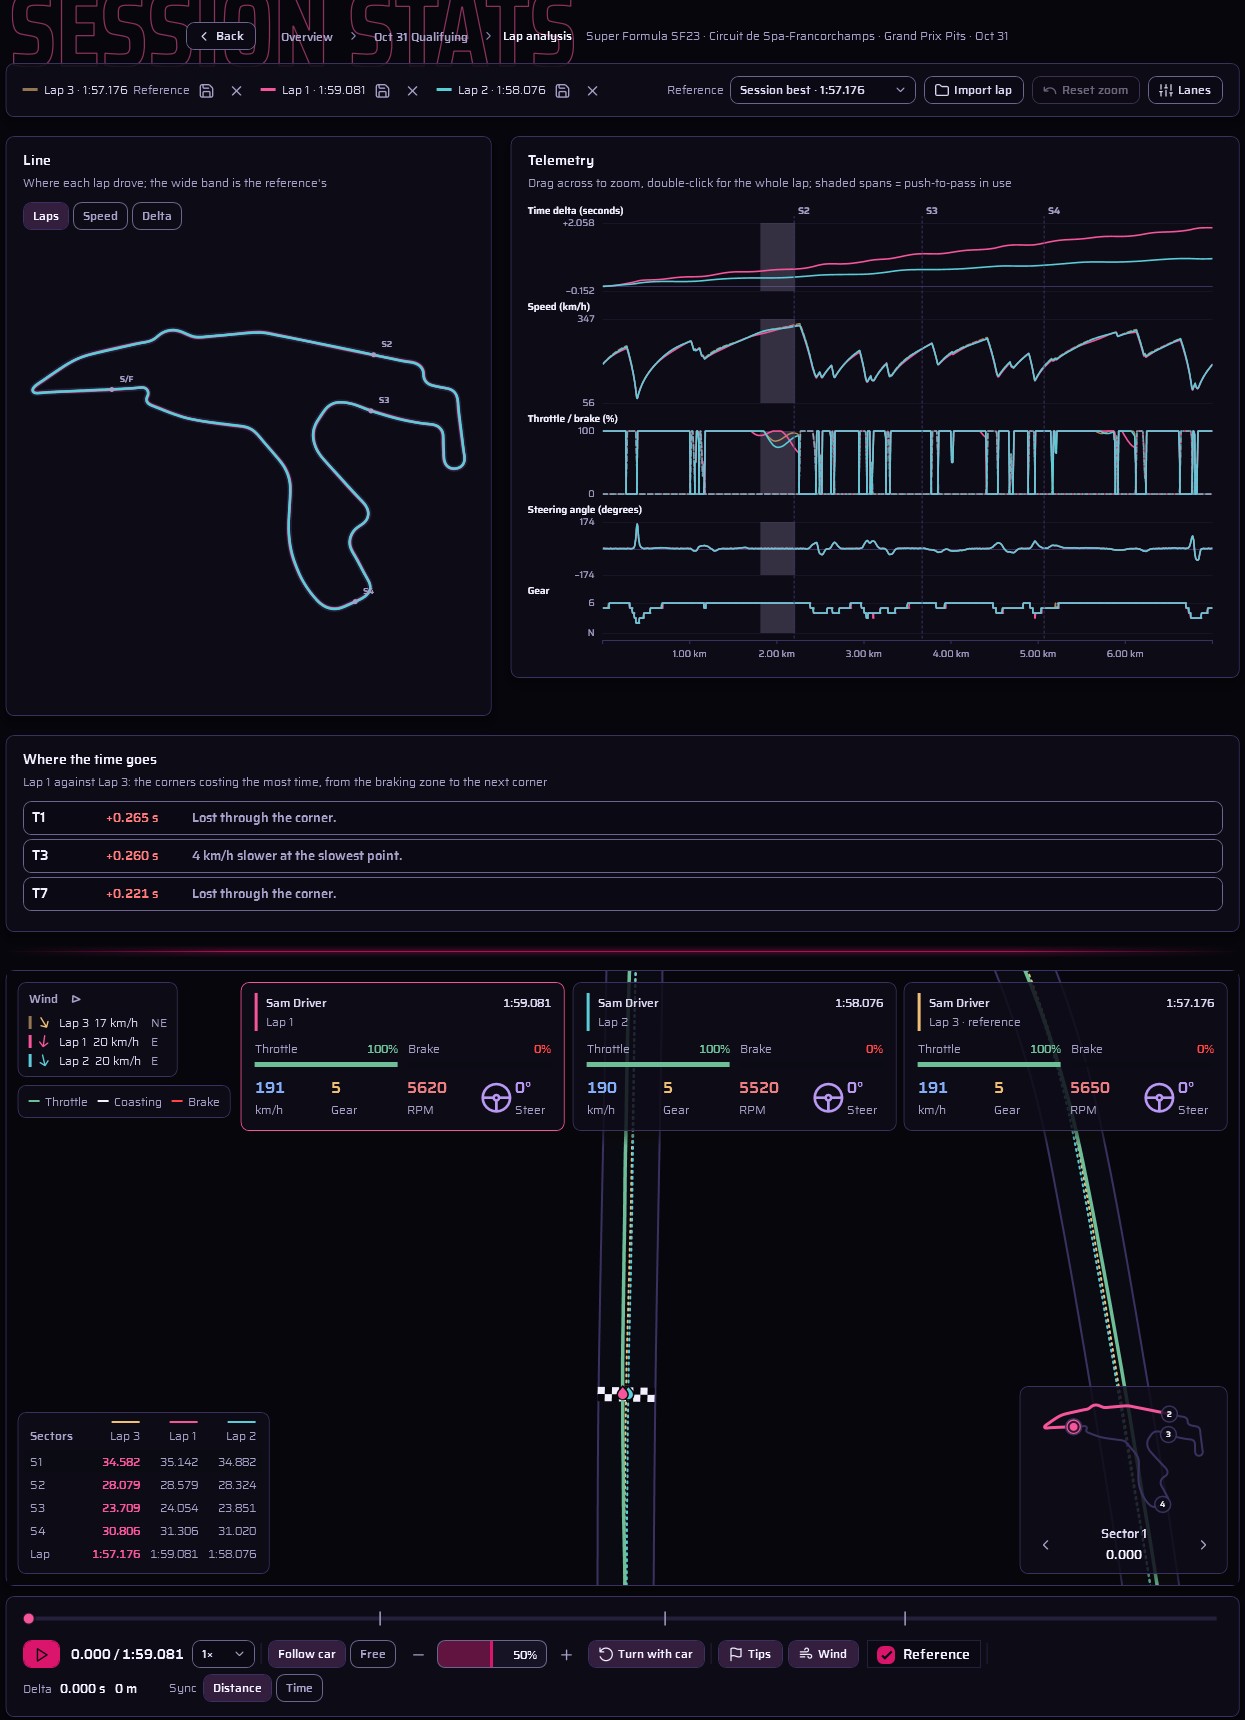 SESSION STATS
Back Overview Oct 31 Qualifying Lap analysis Super Formula SF23 · Circuit de Spa-Francorchamps · Grand Prix Pits · Oct 31
Lap 3 · 1:57.176 Reference Lap 1 · 1:59.081 Lap 2 · 1:58.076 Reference Session best · 1:57.176 Import lap Reset zoom Lanes
Line
Where each lap drove; the wide band is the reference's
Laps Speed Delta
S/F
S2
S3
S4
Telemetry
Drag across to zoom, double-click for the whole lap; shaded spans = push-to-pass in use
Time delta (seconds) S2 S3 S4
+2.058
−0.152
Speed (km/h)
347
56
Throttle / brake (%)
100
0
Steering angle (degrees)
174
−174
Gear
6
N
1.00 km 2.00 km 3.00 km 4.00 km 5.00 km 6.00 km
Where the time goes
Lap 1 against Lap 3: the corners costing the most time, from the braking zone to the next corner
T1 +0.265 s Lost through the corner.
T3 +0.260 s 4 km/h slower at the slowest point.
T7 +0.221 s Lost through the corner.
Wind
Lap 3 17 km/h NE
Lap 1 20 km/h E
Lap 2 20 km/h E
Throttle Coasting Brake
Sam Driver 1:59.081
Lap 1
Throttle 100% Brake 0%
191 5 5620 0°
km/h Gear RPM Steer
Sam Driver 1:58.076
Lap 2
Throttle 100% Brake 0%
190 5 5520 0°
km/h Gear RPM Steer
Sam Driver 1:57.176
Lap 3 · reference
Throttle 100% Brake 0%
191 5 5650 0°
km/h Gear RPM Steer
Sectors Lap 3 Lap 1 Lap 2
S1 34.582 35.142 34.882
S2 28.079 28.579 28.324
S3 23.709 24.054 23.851
S4 30.806 31.306 31.020
Lap 1:57.176 1:59.081 1:58.076
2
3
4
Sector 1
0.000
0.000 / 1:59.081 1× Follow car Free 50% Turn with car Tips Wind Reference
Delta 0.000 s 0 m Sync Distance Time